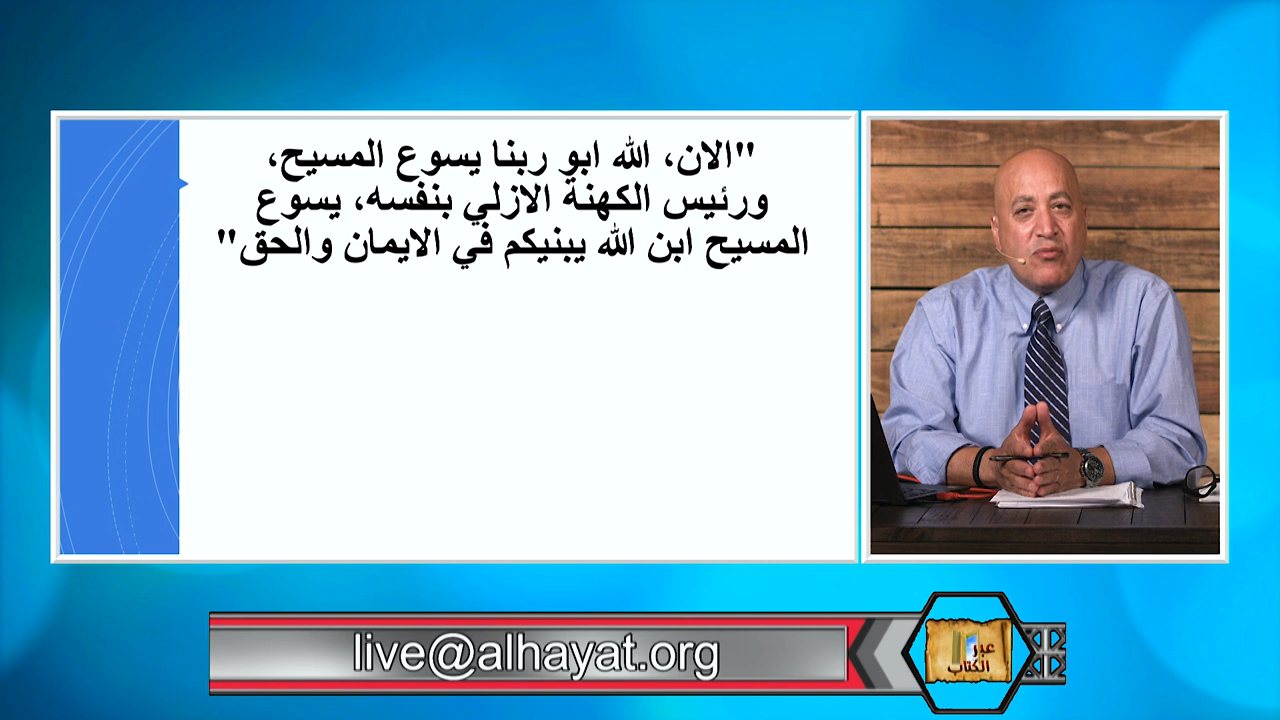 "الان، الله ابو ربنا يسوع المسيح،
ورئيس الكهنة الازلي بنفسه، يسوع
المسيح ابن الله يبنيكم في الايمان والحق"
live@alhayat.org
عبر
الكتاب